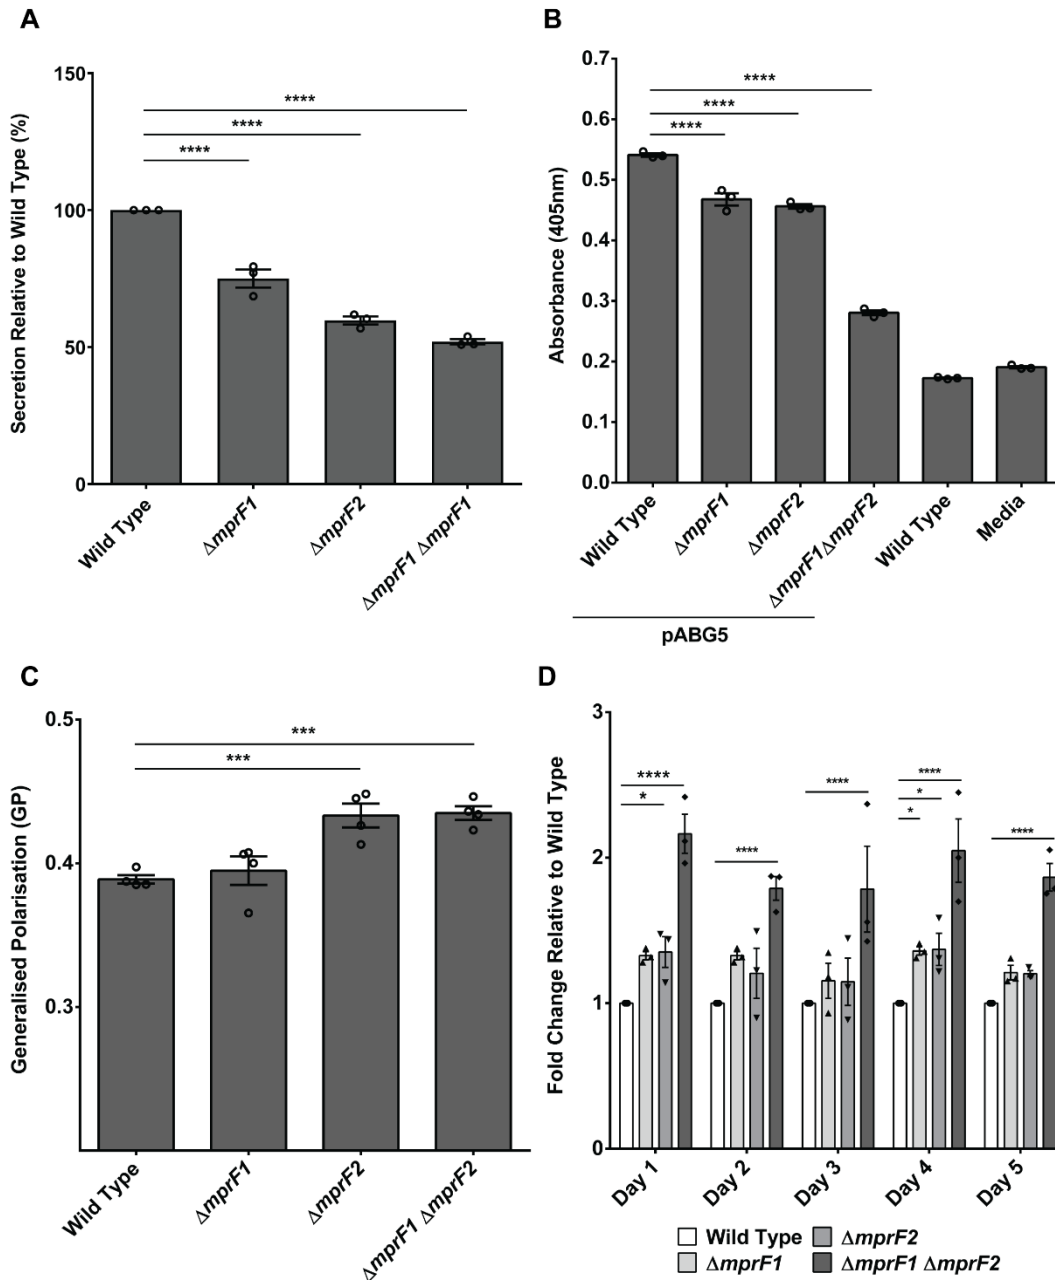 A
Secretion Relative to Wild Type (%)
150
100
50
0
****
****
****
Wild Type
ΔmprF1
ΔmprF2
ΔmprF1 ΔmprF1
B
Absorbance (405nm)
0.7
0.6
0.5
0.4
0.3
0.2
0.1
0.0
****
****
****
Wild Type
ΔmprF1
ΔmprF2
ΔmprF1ΔmprF2
Wild Type
Media
pABG5
C
Generalised Polarisation (GP)
0.5
0.4
0.3
***
***
Wild Type
ΔmprF1
ΔmprF2
ΔmprF1 ΔmprF2
D
Fold Change Relative to Wild Type
3
2
1
0
****
*
****
****
****
*
*
****
Day 1
Day 2
Day 3
Day 4
Day 5
Wild Type
ΔmprF2
ΔmprF1
ΔmprF1 ΔmprF2